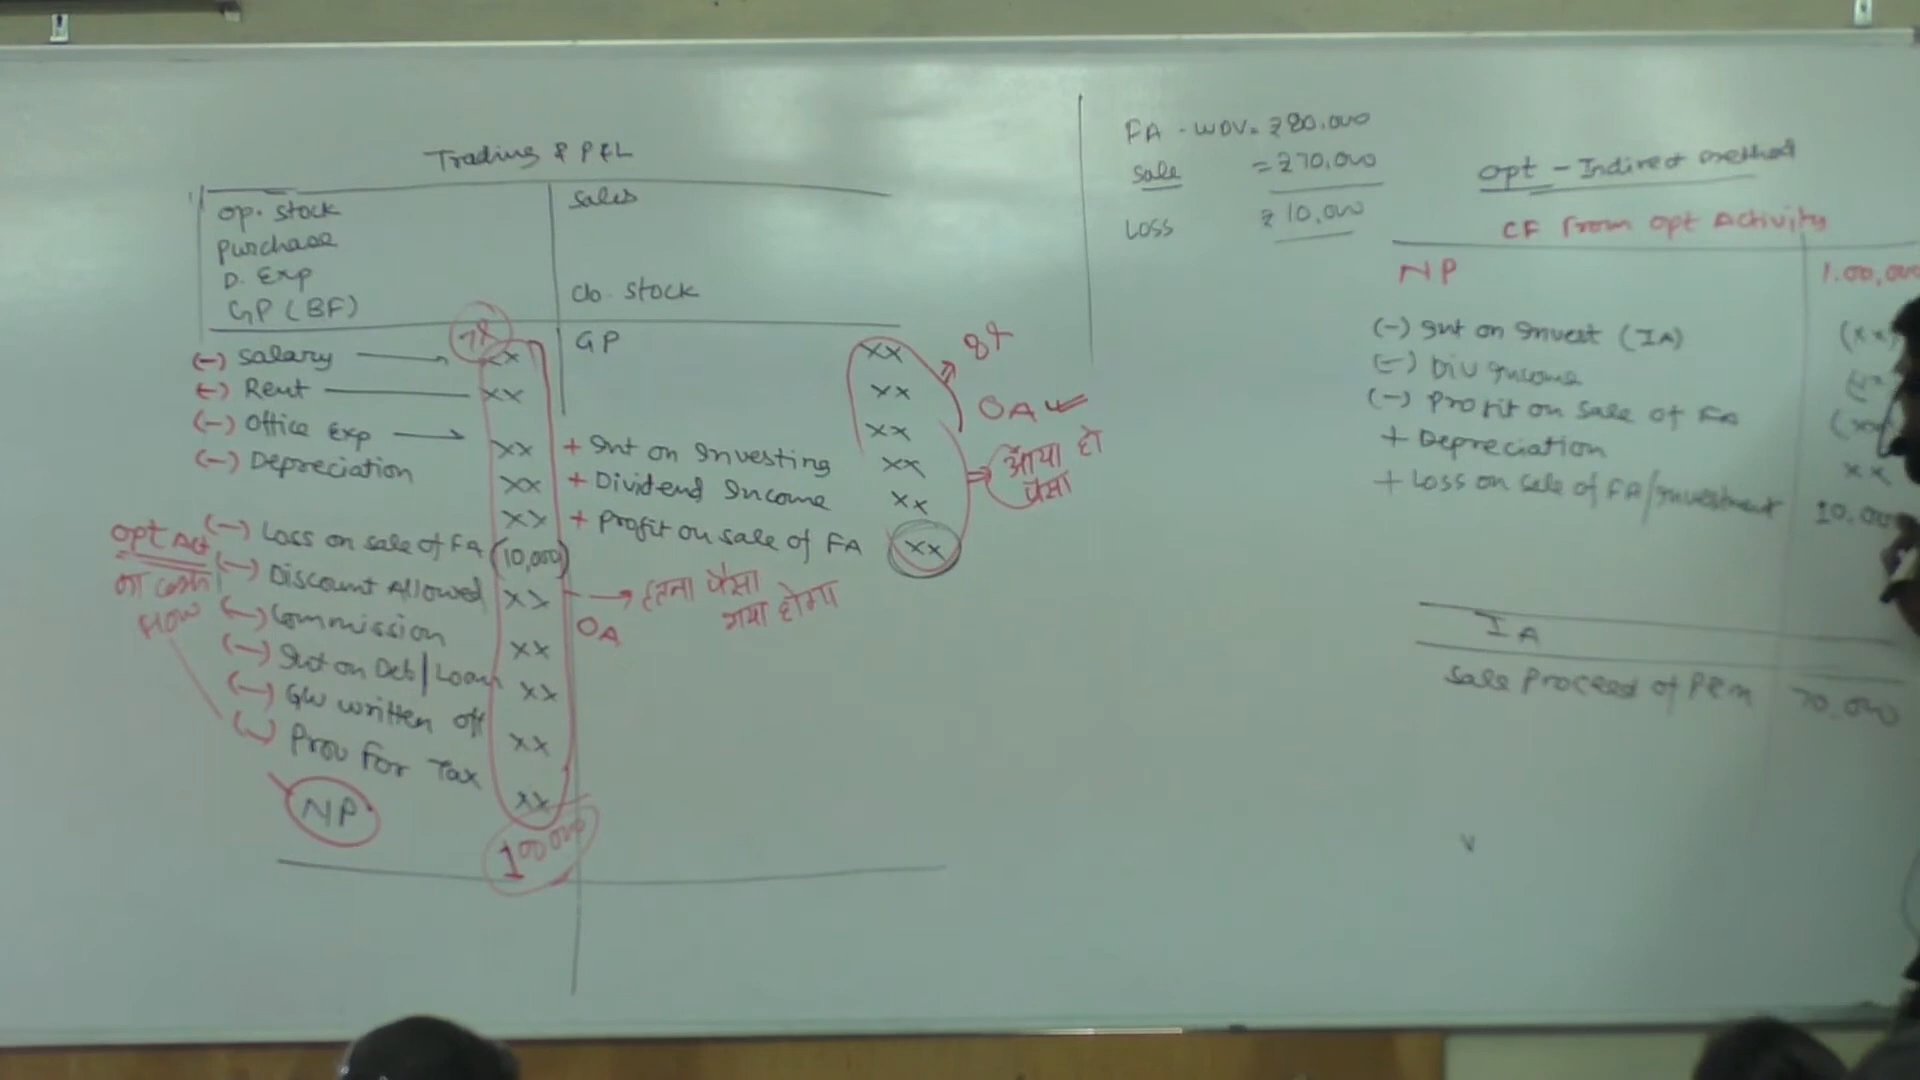 Trading & P&L
op. stock
Purchase
D. Exp
GP (BF)
sales
clo. stock
GP
(-) salary xx
(-) Rent xx
(-) office Exp xx
(-) Depreciation xx
(-) Loss on sale of FA (10,000)
(-) Discount Allowed xx
(-) Commission xx
(-) Int on Deb/Loan xx
(-) GW written off xx
(-) Prov For Tax xx
NP
100000
opt Act
का cash
flow
xx
xx
xx
+ Int on Investing xx
+ Dividend Income xx
+ Profit on sale of FA xx
OA
आया हो
पैसा
इतना पैसा
गया होगा
OA
FA - WDV = ₹80,000
Sale = ₹70,000
Loss ₹10,000
opt - Indirect method
CF From opt Activity
NP 1,00,000
(-) Int on Invest (IA) (xx)
(-) Div Income
(-) Profit on sale of FA
+ Depreciation xx
+ Loss on sale of FA/Investment 10,000
IA
Sale Proceed of P&M 70,000